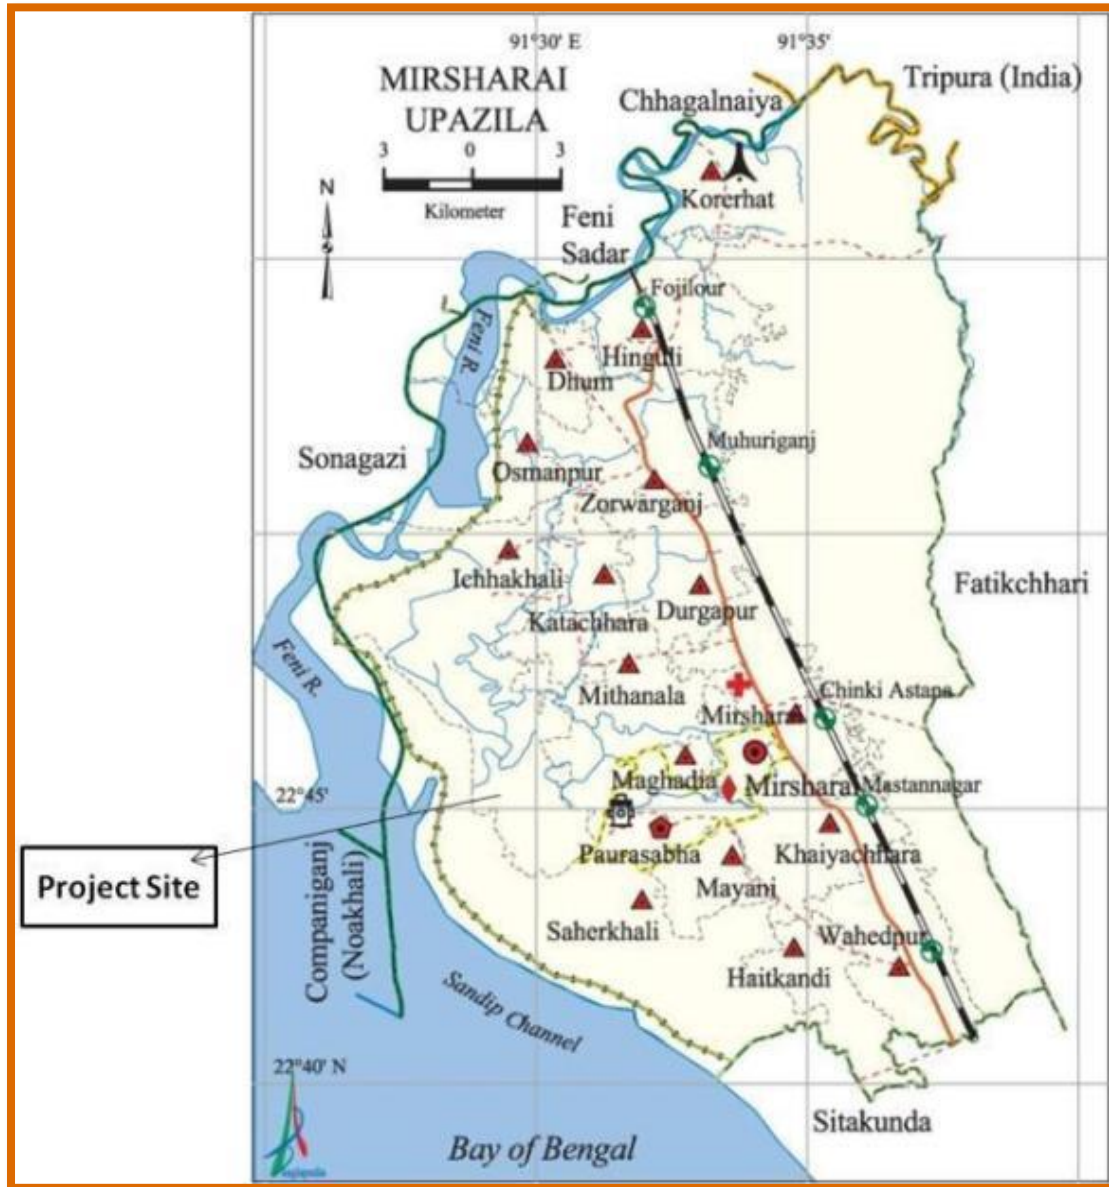 91°30' E
91°35'
MIRSHARAI
UPAZILA
3 0 3
Kilometer
N
Tripura (India)
Chhagalnaiya
Korerhat
Feni
Sadar
Fojilour
Hinguli
Feni R.
Dhum
Sonagazi
Muhuriganj
Osmanpur
Zorwarganj
Ichhakhali
Katachhara
Durgapur
Fatikchhari
Feni R.
Mithanala
Chinki Astana
Mirsharai
Maghadia
Mirsharai
Mastannagar
22°45'
Project Site
Paurasabha
Khaiyachhara
Mayani
Companiganj
(Noakhali)
Saherkhali
Wahedpur
Haitkandi
Sandip Channel
22°40' N
Sitakunda
Bay of Bengal